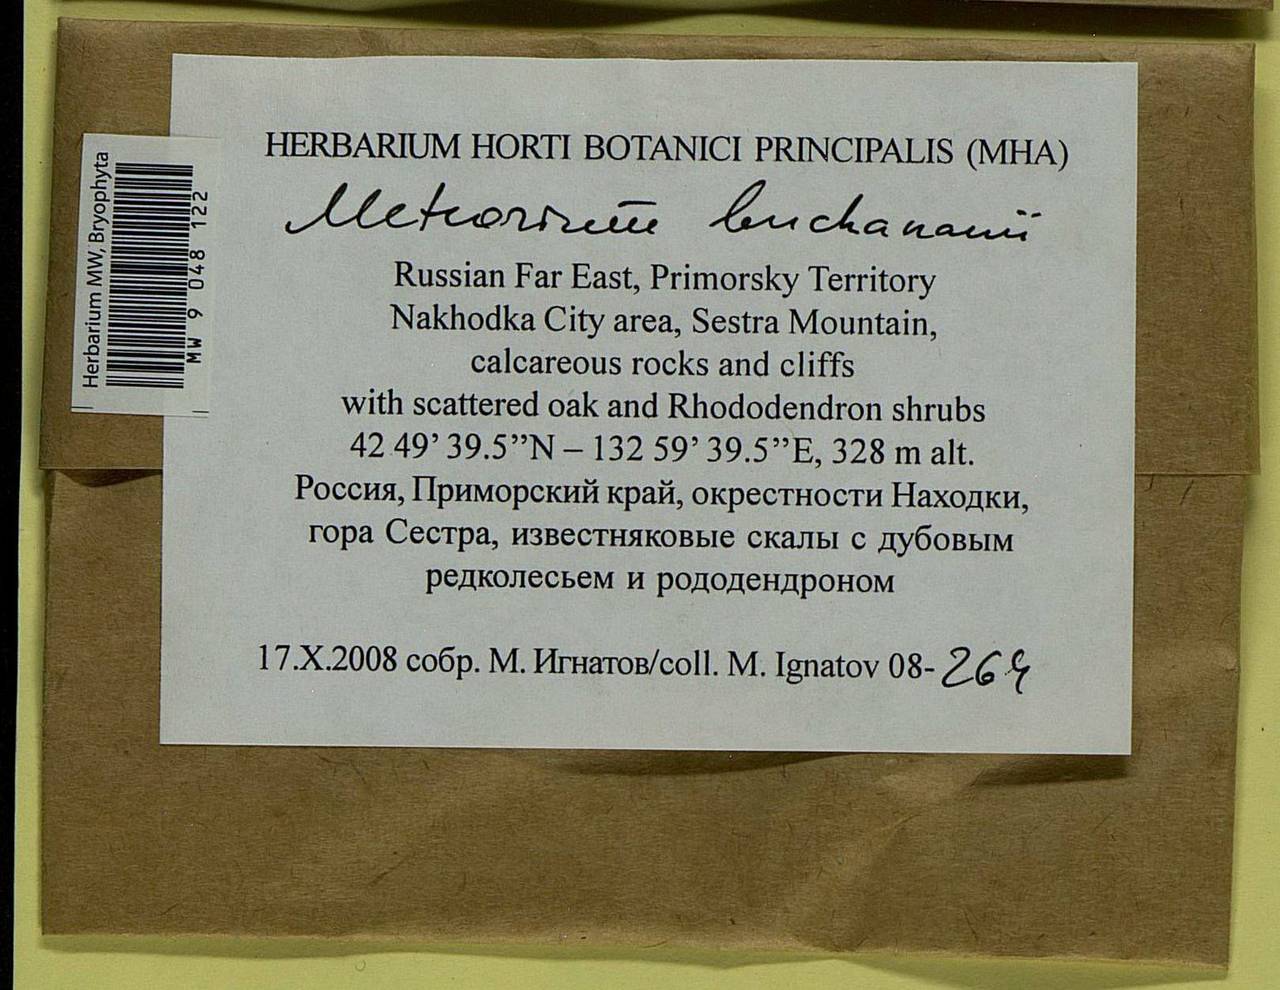 Herbarium MW, Bryophyta
MW 9 048 122
HERBARIUM HORTI BOTANICI PRINCIPALIS (MHA)
Meteorium buchananii
Russian Far East, Primorsky Territory
Nakhodka City area, Sestra Mountain,
calcareous rocks and cliffs
with scattered oak and Rhododendron shrubs
42 49’ 39.5”N – 132 59’ 39.5”E, 328 m alt.
Россия, Приморский край, окрестности Находки,
гора Сестра, известняковые скалы с дубовым
редколесьем и рододендроном
17.X.2008 собр. М. Игнатов/coll. M. Ignatov 08-264